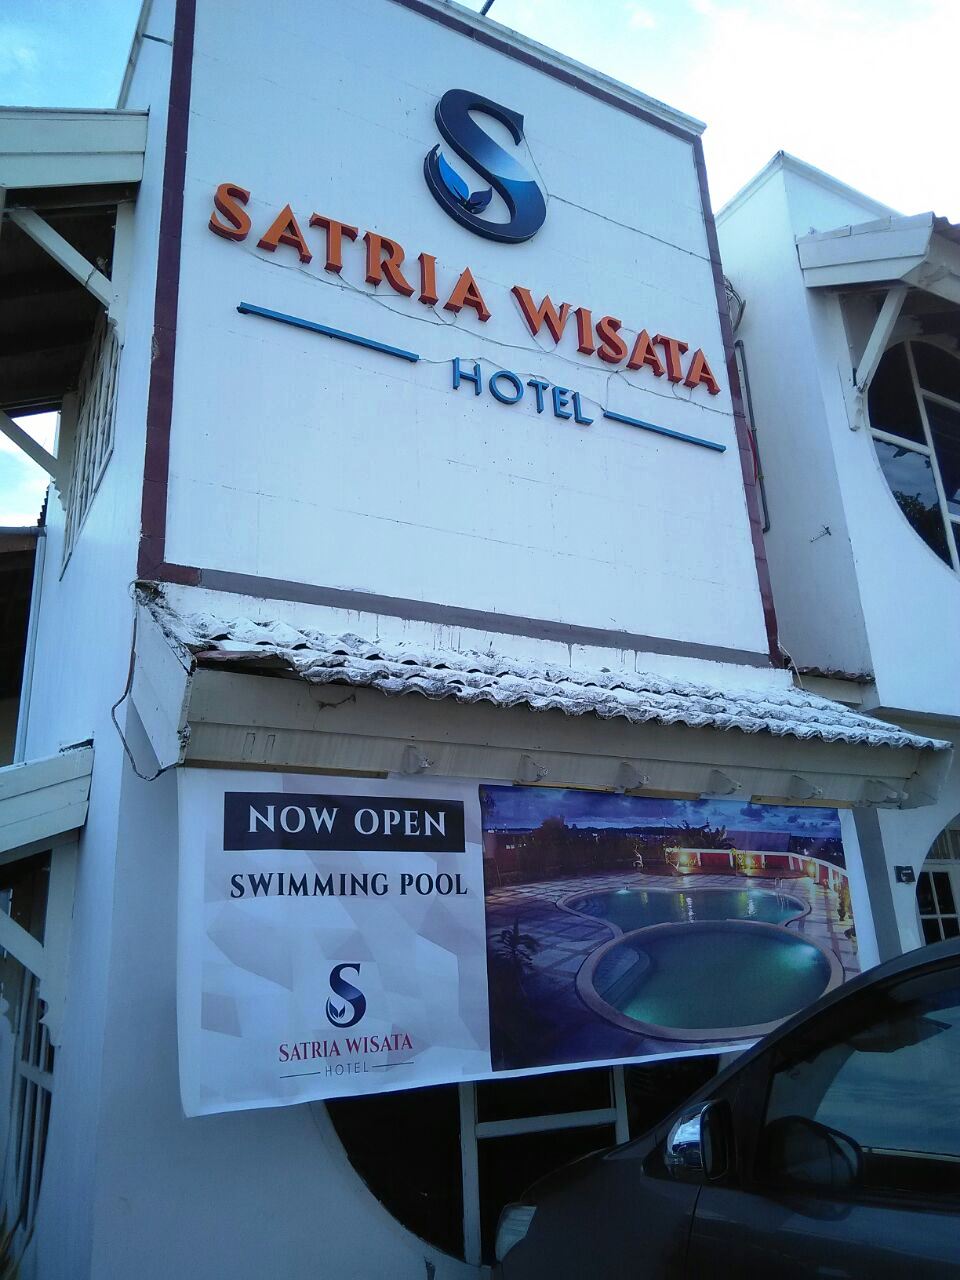 S
SATRIA WISATA
HOTEL
NOW OPEN
SWIMMING POOL
S
SATRIA WISATA
HOTEL